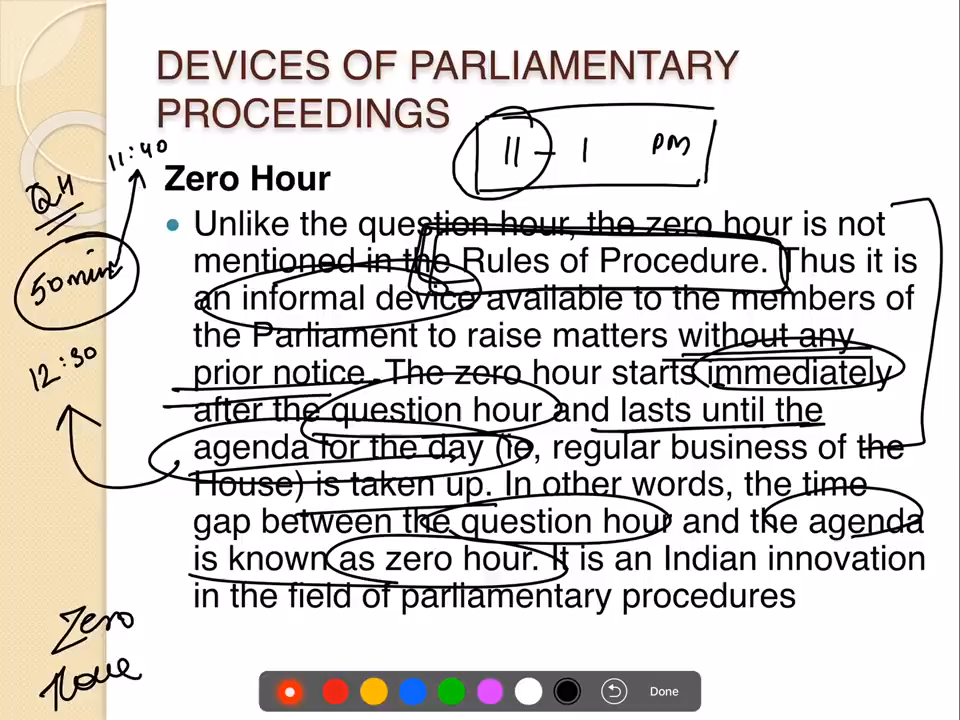 DEVICES OF PARLIAMENTARY
PROCEEDINGS
11 - 1 pm
11:40
QH
50 min
12:30
Zero Hour
Unlike the question hour, the zero hour is not
mentioned in the Rules of Procedure. Thus it is
an informal device available to the members of
the Parliament to raise matters without any
prior notice. The zero hour starts immediately
after the question hour and lasts until the
agenda for the day (ie, regular business of the
House) is taken up. In other words, the time
gap between the question hour and the agenda
is known as zero hour. It is an Indian innovation
in the field of parliamentary procedures
Zero
Hour
Done